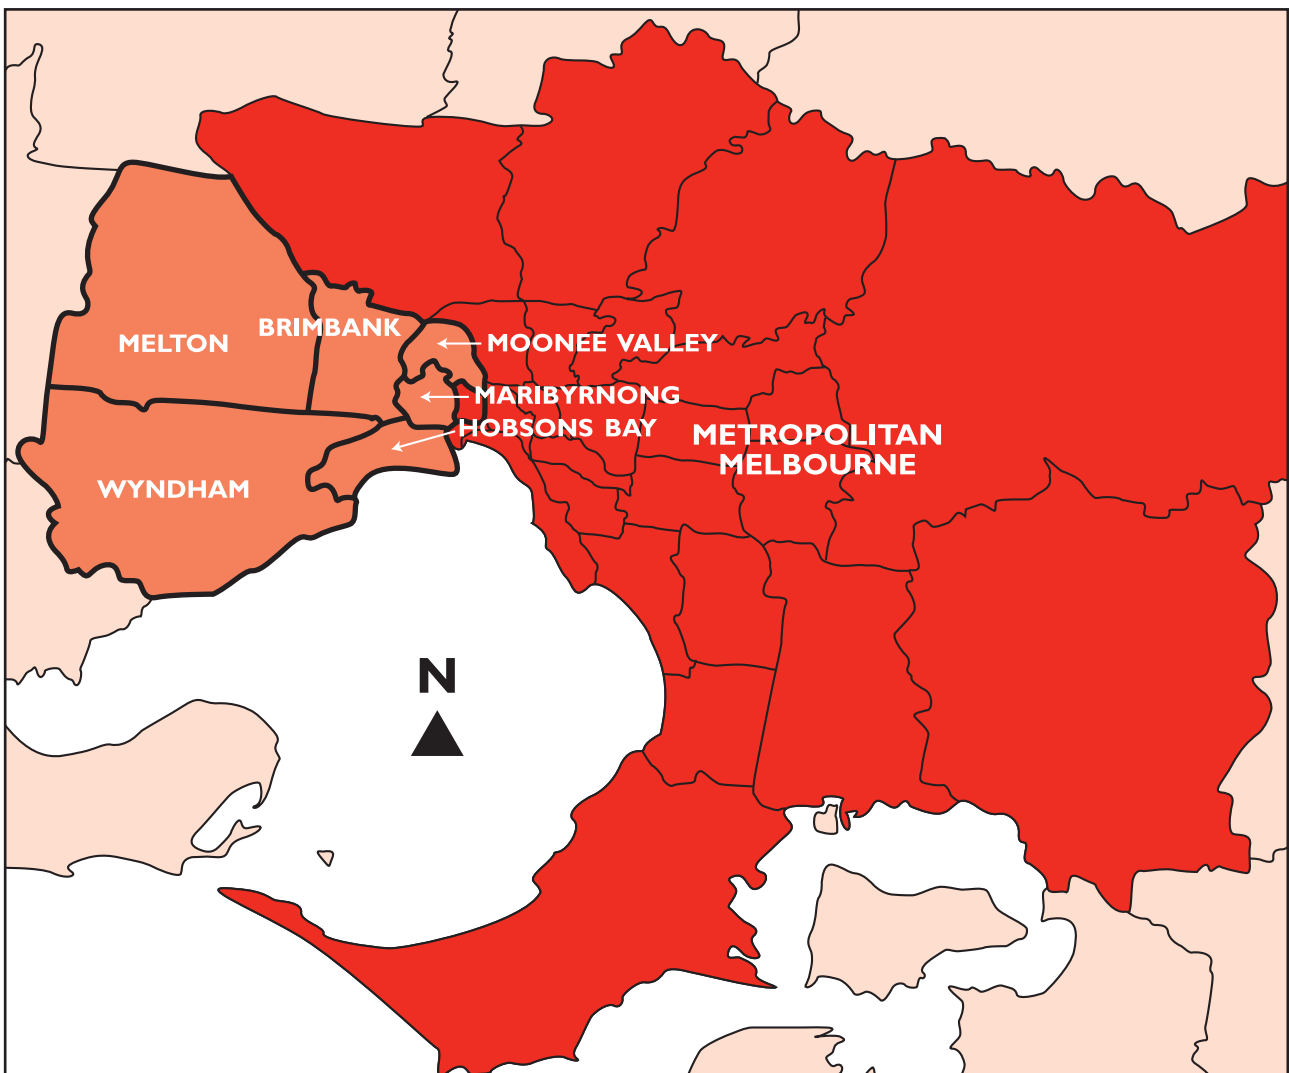 BRIMBANK
MELTON
MOONEE VALLEY
MARIBYRNONG
HOBSONS BAY
METROPOLITAN
MELBOURNE
WYNDHAM
N